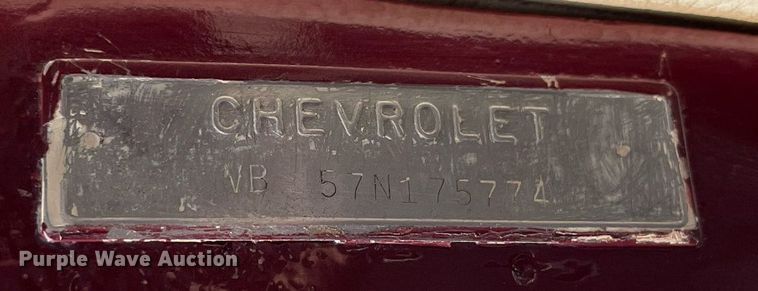 CHEVROLET
VB 57N175774
Purple Wave Auction